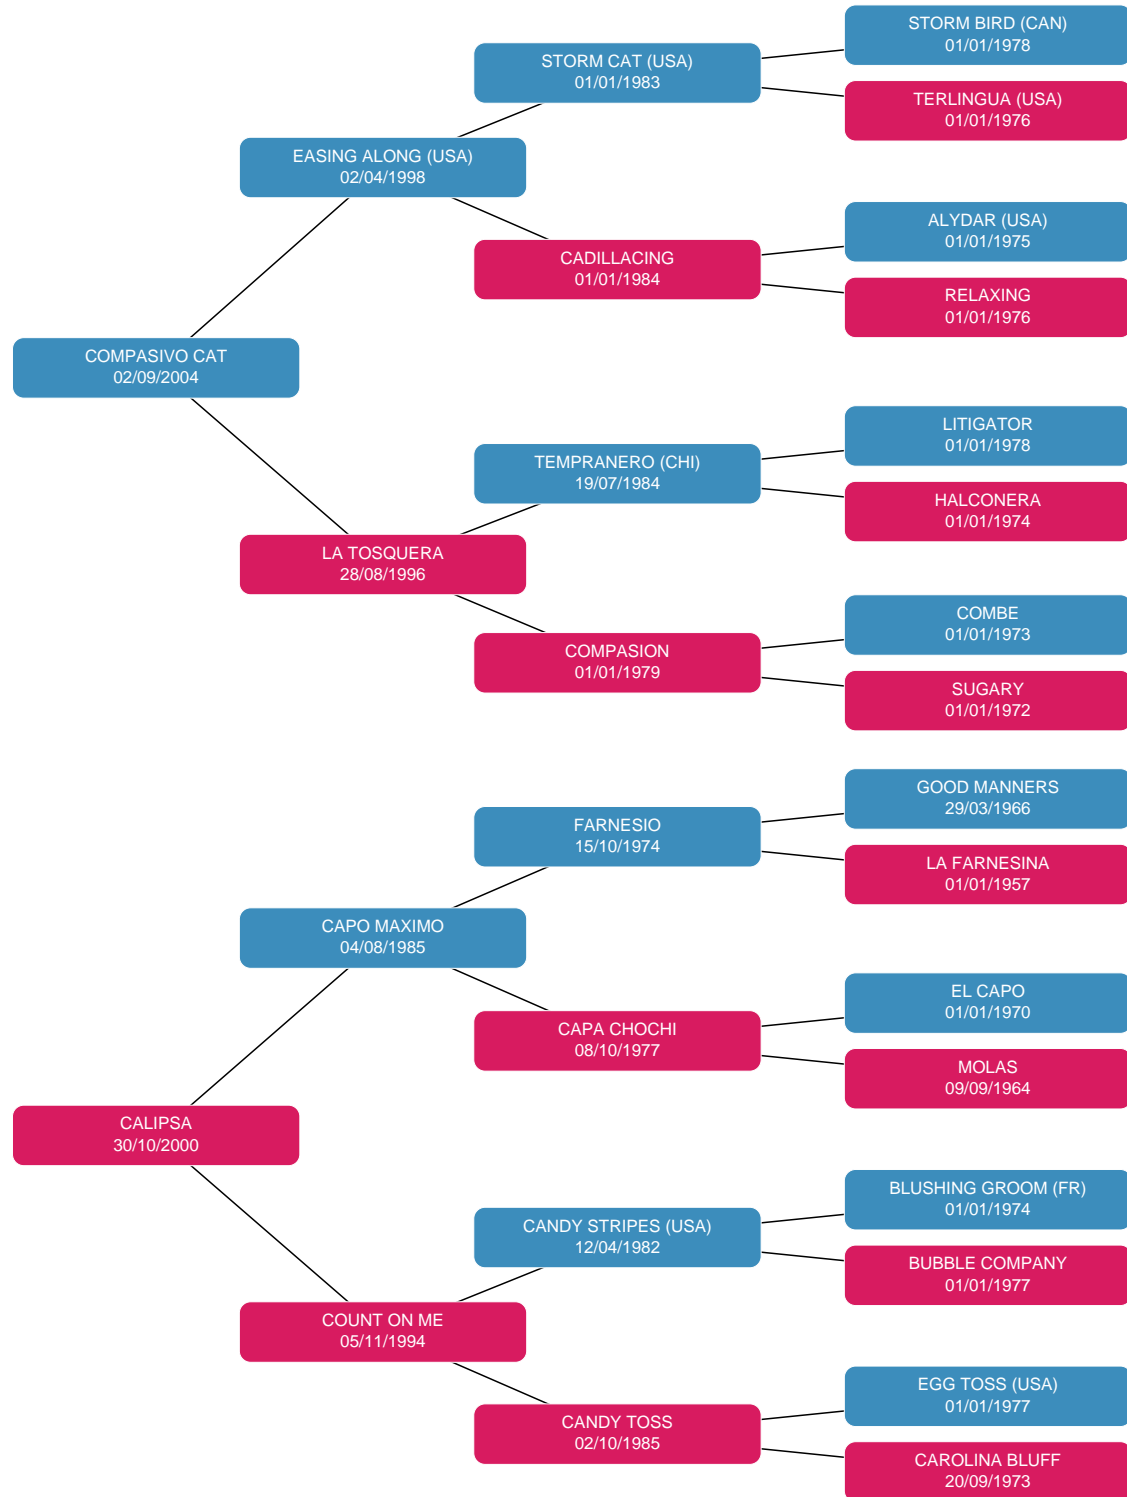 STORM BIRD (CAN)
01/01/1978
STORM CAT (USA)
01/01/1983
TERLINGUA (USA)
01/01/1976
EASING ALONG (USA)
02/04/1998
ALYDAR (USA)
01/01/1975
CADILLACING
01/01/1984
RELAXING
01/01/1976
COMPASIVO CAT
02/09/2004
LITIGATOR
01/01/1978
TEMPRANERO (CHI)
19/07/1984
HALCONERA
01/01/1974
LA TOSQUERA
28/08/1996
COMBE
01/01/1973
COMPASION
01/01/1979
SUGARY
01/01/1972
GOOD MANNERS
29/03/1966
FARNESIO
15/10/1974
LA FARNESINA
01/01/1957
CAPO MAXIMO
04/08/1985
EL CAPO
01/01/1970
CAPA CHOCHI
08/10/1977
MOLAS
09/09/1964
CALIPSA
30/10/2000
BLUSHING GROOM (FR)
01/01/1974
CANDY STRIPES (USA)
12/04/1982
BUBBLE COMPANY
01/01/1977
COUNT ON ME
05/11/1994
EGG TOSS (USA)
01/01/1977
CANDY TOSS
02/10/1985
CAROLINA BLUFF
20/09/1973